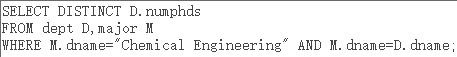 SELECT DISTINCT D.numphds
FROM dept D,major M
WHERE M.dname="Chemical Engineering" AND M.dname=D.dname;